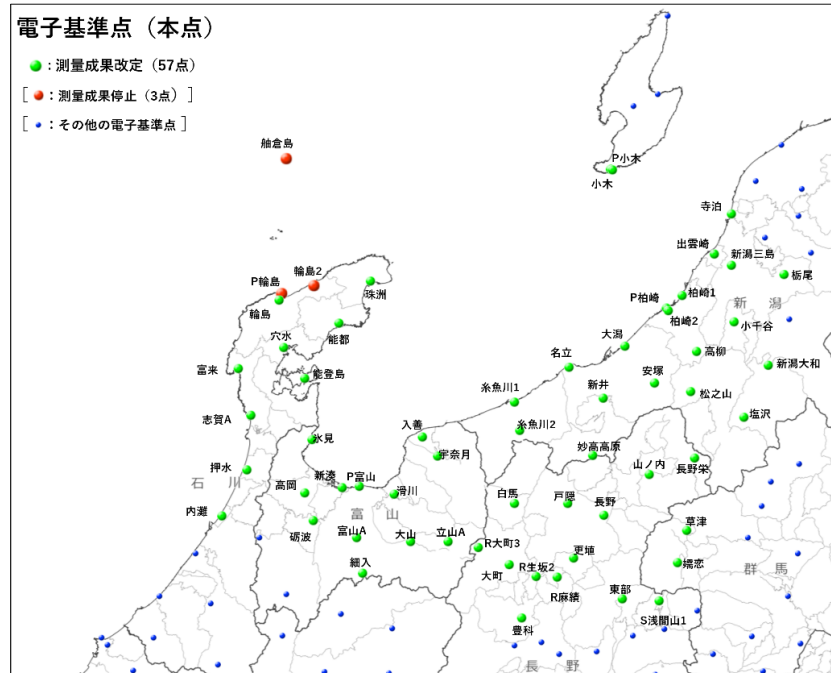 電子基準点（本点）
：測量成果改定（57点）
［ ：測量成果停止（3点）］
［ ：その他の電子基準点］
舳倉島
P小木
小木
寺泊
出雲崎
新潟三島
栃尾
輪島2
P輪島
輪島
珠洲
P柏崎
柏崎1
新　潟
柏崎2
小千谷
穴水
能都
大潟
高柳
富来
能登島
名立
新潟大和
安塚
新井
松之山
糸魚川1
志賀A
入善
糸魚川2
塩沢
氷見
宇奈月
妙高高原
山ノ内
長野栄
押水
石　川
高岡
新湊
P富山
滑川
白馬
戸隠
長野
内灘
富　山
草津
砺波
富山A
大山
立山A
R大町3
更埴
嬬恋
細入
大町
R生坂2
群　馬
R麻績
東部
S浅間山1
豊科
長　野